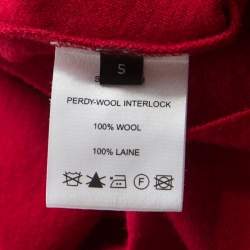 S
PERDY-WOOL INTERLOCK
100% WOOL
100% LAINE
F